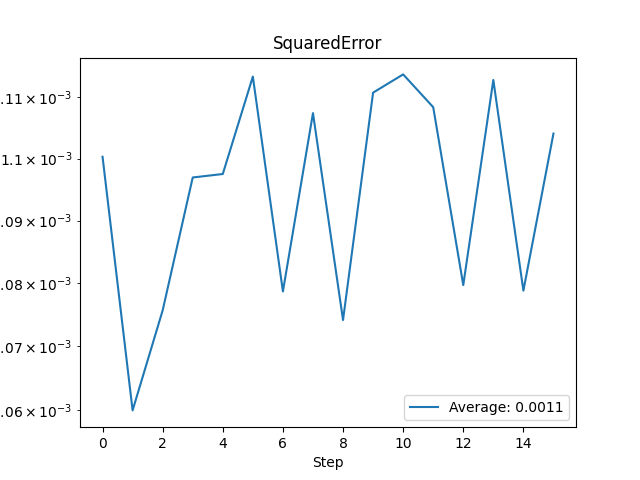 SquaredError
.11 × 10⁻³
1.1 × 10⁻³
.09 × 10⁻³
.08 × 10⁻³
.07 × 10⁻³
.06 × 10⁻³
Average: 0.0011
0 2 4 6 8 10 12 14
Step